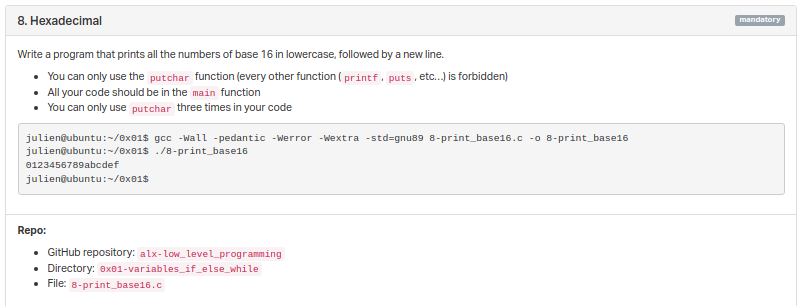 8. Hexadecimal
mandatory
Write a program that prints all the numbers of base 16 in lowercase, followed by a new line.
• You can only use the putchar function (every other function ( printf , puts , etc…) is forbidden)
• All your code should be in the main function
• You can only use putchar three times in your code
julien@ubuntu:~/0x01$ gcc -Wall -pedantic -Werror -Wextra -std=gnu89 8-print_base16.c -o 8-print_base16
julien@ubuntu:~/0x01$ ./8-print_base16
0123456789abcdef
julien@ubuntu:~/0x01$
Repo:
• GitHub repository: alx-low_level_programming
• Directory: 0x01-variables_if_else_while
• File: 8-print_base16.c